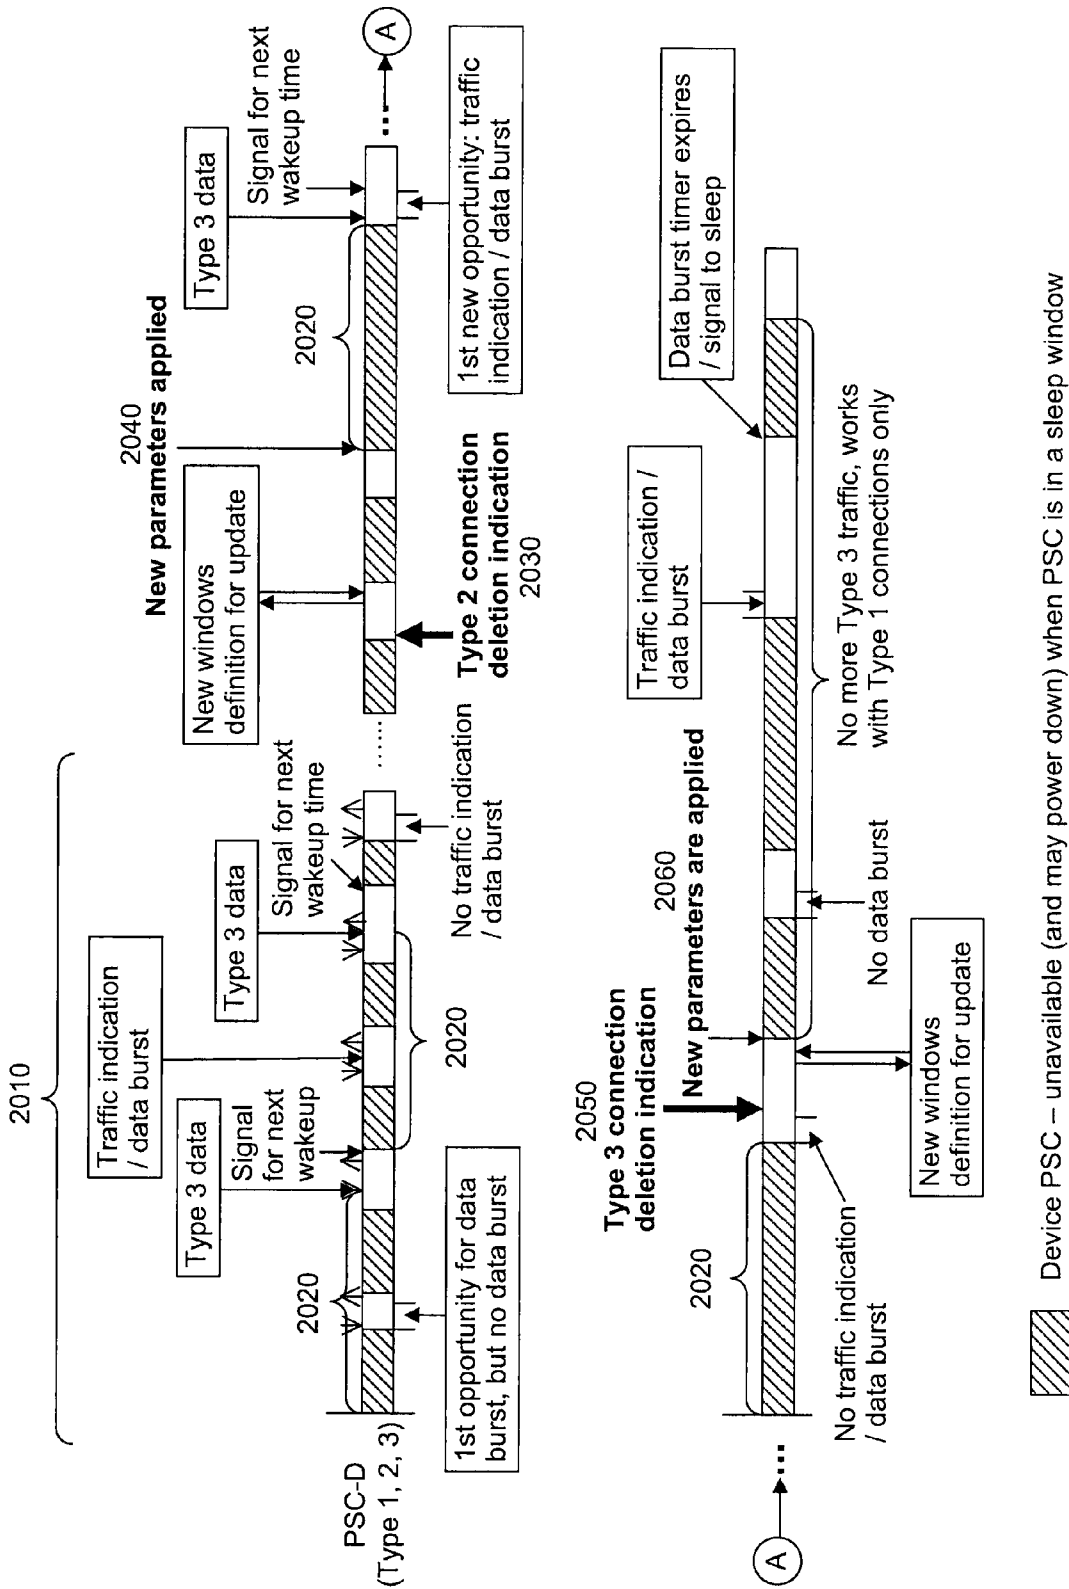 2010
PSC-D
(Type 1, 2, 3)
2020
1st opportunity for data
burst, but no data burst
Type 3 data
Signal
for next
wakeup
Traffic indication
/ data burst
2020
Type 3 data
Signal for next
wakeup time
No traffic indication
/ data burst
.......
New windows
definition for update
Type 2 connection
deletion indication
2030
2040
New parameters applied
2020
Type 3 data
Signal for next
wakeup time
1st new opportunity: traffic
indication / data burst
...
A
A
...
2020
No traffic indication
/ data burst
2050
Type 3 connection
deletion indication
New windows
definition for update
2060
New parameters are applied
No data burst
Traffic indication /
data burst
No more Type 3 traffic, works
with Type 1 connections only
Data burst timer expires
/ signal to sleep
Device PSC – unavailable (and may power down) when PSC is in a sleep window